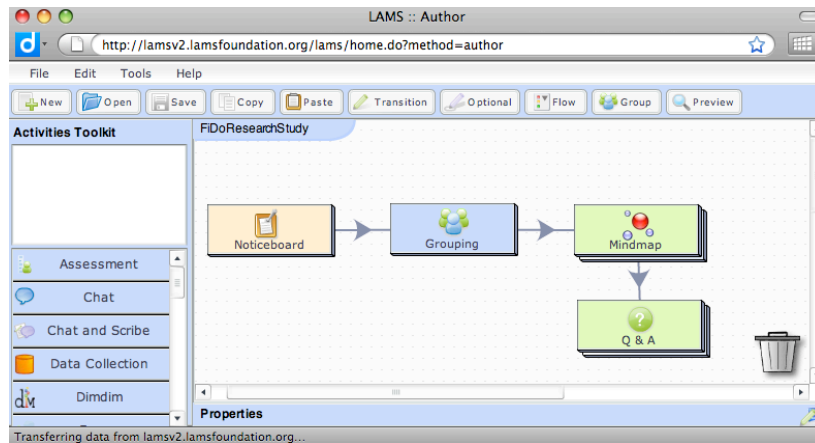 LAMS :: Author
d http://lamsv2.lamsfoundation.org/lams/home.do?method=author
File Edit Tools Help
New Open Save Copy Paste Transition Optional Flow Group Preview
Activities Toolkit
FiDoResearchStudy
Noticeboard
Grouping
Mindmap
Q & A
Assessment
Chat
Chat and Scribe
Data Collection
dM Dimdim
Properties
Transferring data from lamsv2.lamsfoundation.org...